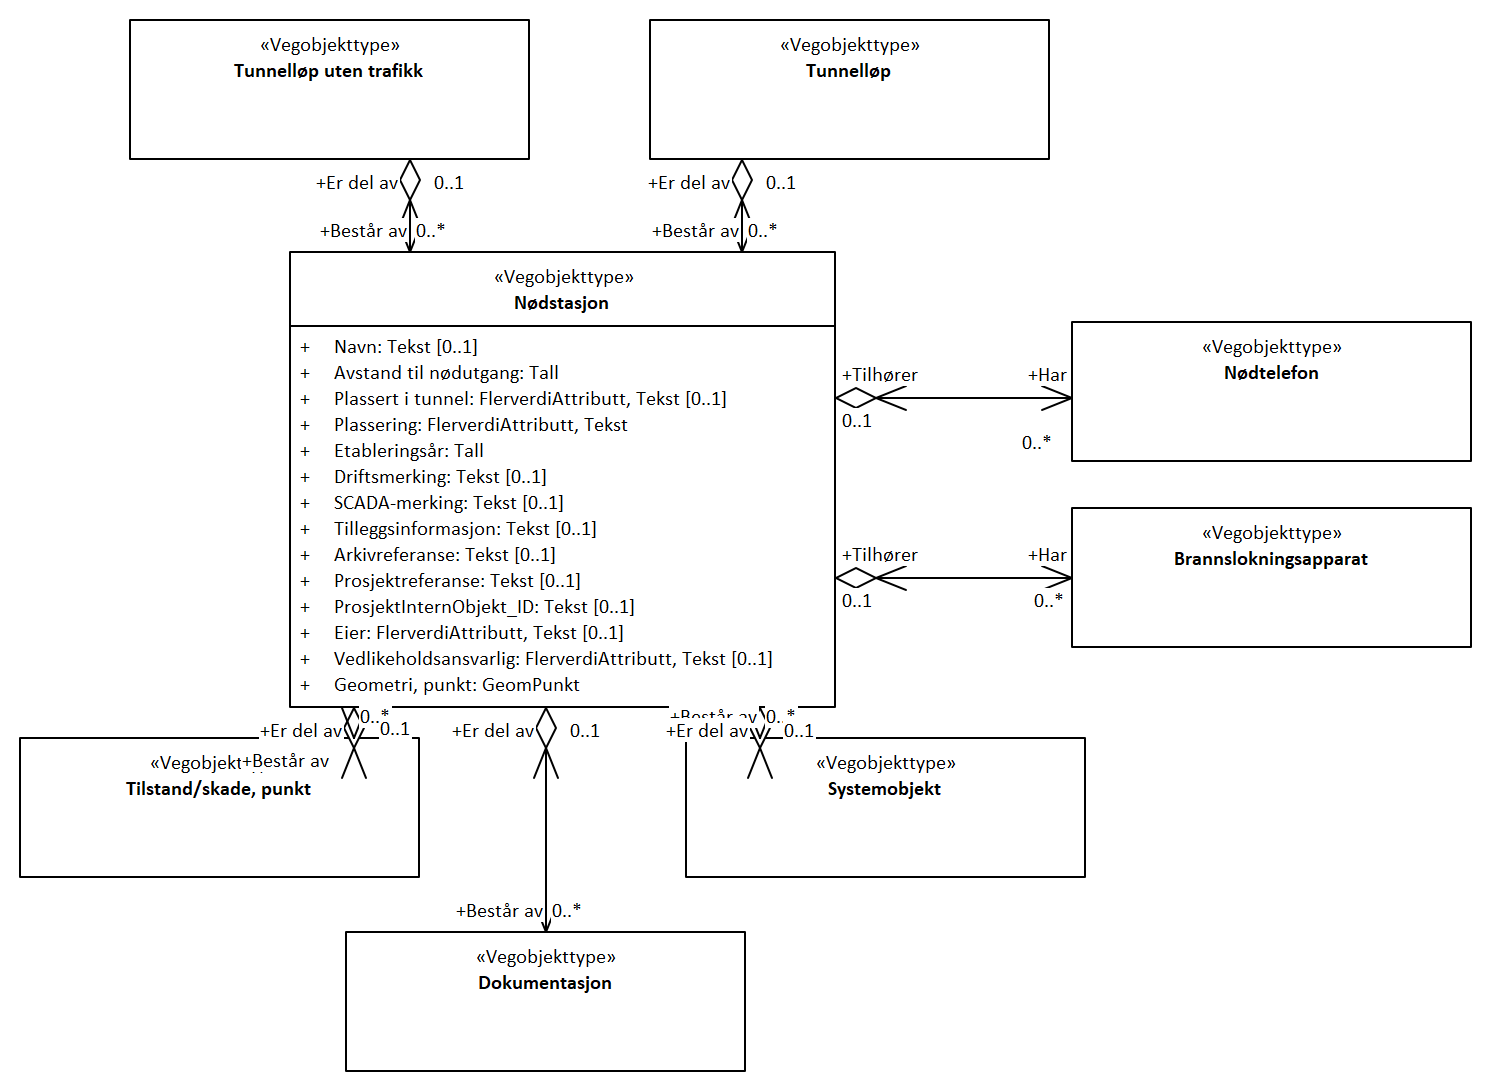 «Vegobjekttype»
Tunnelløp uten trafikk
«Vegobjekttype»
Tunnelløp
+Er del av
0..1
+Består av
0..*
+Er del av
0..1
+Består av
0..*
«Vegobjekttype»
Nødstasjon
+ Navn: Tekst [0..1]
+ Avstand til nødutgang: Tall
+ Plassert i tunnel: FlerverdiAttributt, Tekst [0..1]
+ Plassering: FlerverdiAttributt, Tekst
+ Etableringsår: Tall
+ Driftsmerking: Tekst [0..1]
+ SCADA-merking: Tekst [0..1]
+ Tilleggsinformasjon: Tekst [0..1]
+ Arkivreferanse: Tekst [0..1]
+ Prosjektreferanse: Tekst [0..1]
+ ProsjektInternObjekt_ID: Tekst [0..1]
+ Eier: FlerverdiAttributt, Tekst [0..1]
+ Vedlikeholdsansvarlig: FlerverdiAttributt, Tekst [0..1]
+ Geometri, punkt: GeomPunkt
+Tilhører
+Har
0..1
0..*
«Vegobjekttype»
Nødtelefon
+Tilhører
+Har
0..1
0..*
«Vegobjekttype»
Brannslokningsapparat
0..*
+Er del av
0..1
+Består av
«Vegobjekt
Tilstand/skade, punkt
+Er del av
0..1
+Består av
0..*
«Vegobjekttype»
Dokumentasjon
+Består av
0..*
+Er del av
0..1
«Vegobjekttype»
Systemobjekt